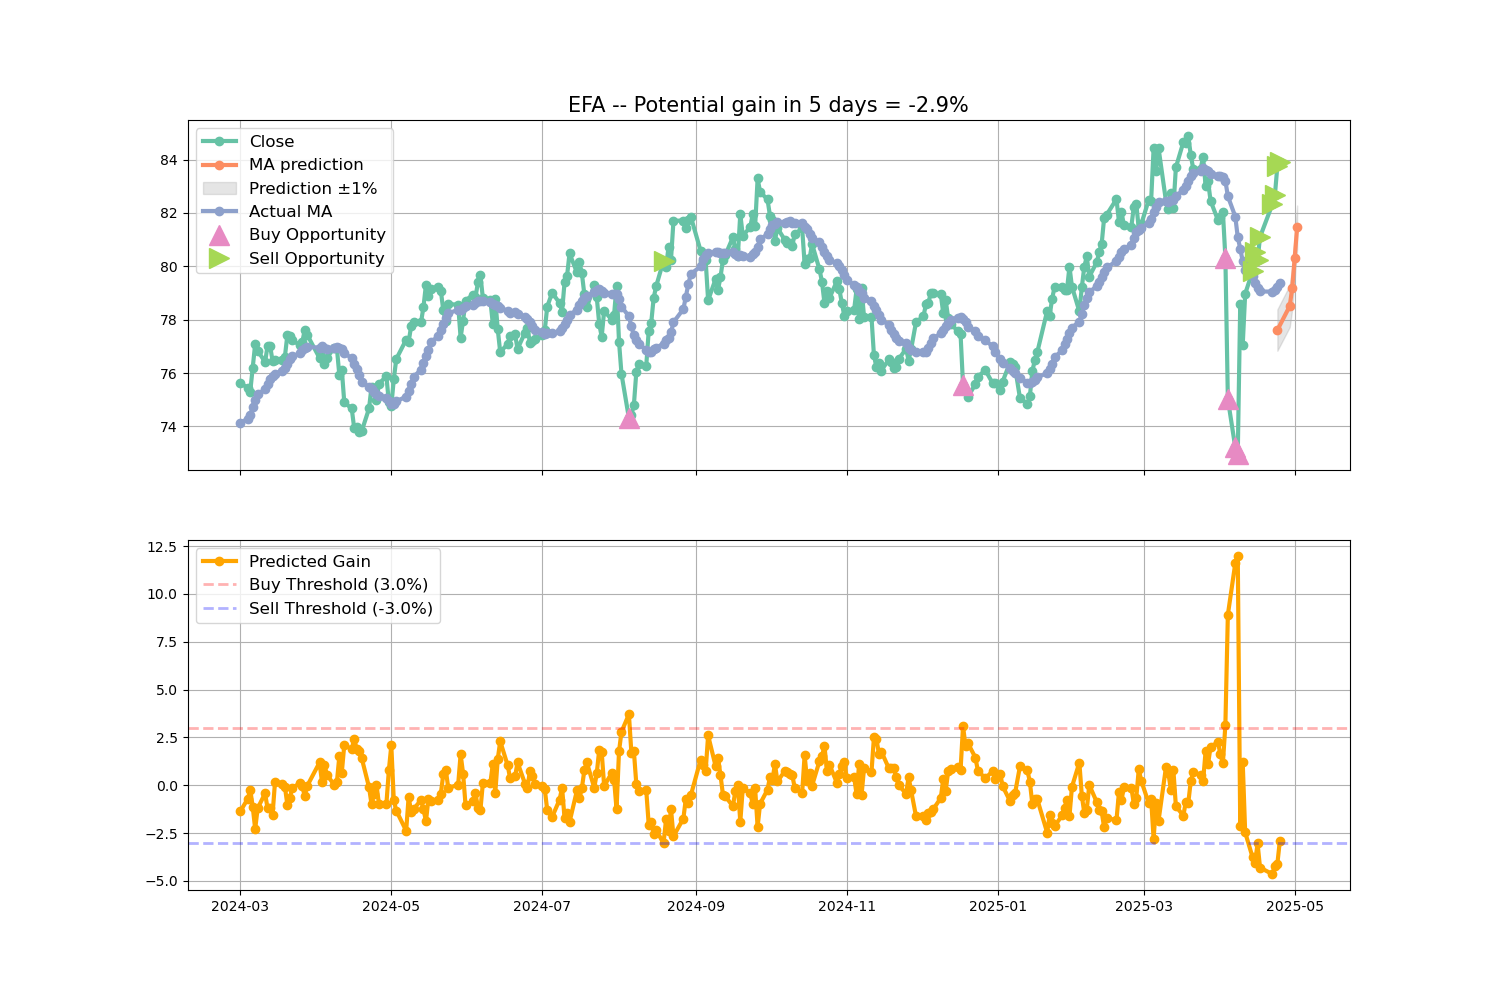 EFA -- Potential gain in 5 days = -2.9%
Close
MA prediction
Prediction ±1%
Actual MA
Buy Opportunity
Sell Opportunity
84
82
80
78
76
74
Predicted Gain
Buy Threshold (3.0%)
Sell Threshold (-3.0%)
12.5
10.0
7.5
5.0
2.5
0.0
−2.5
−5.0
2024-03 2024-05 2024-07 2024-09 2024-11 2025-01 2025-03 2025-05